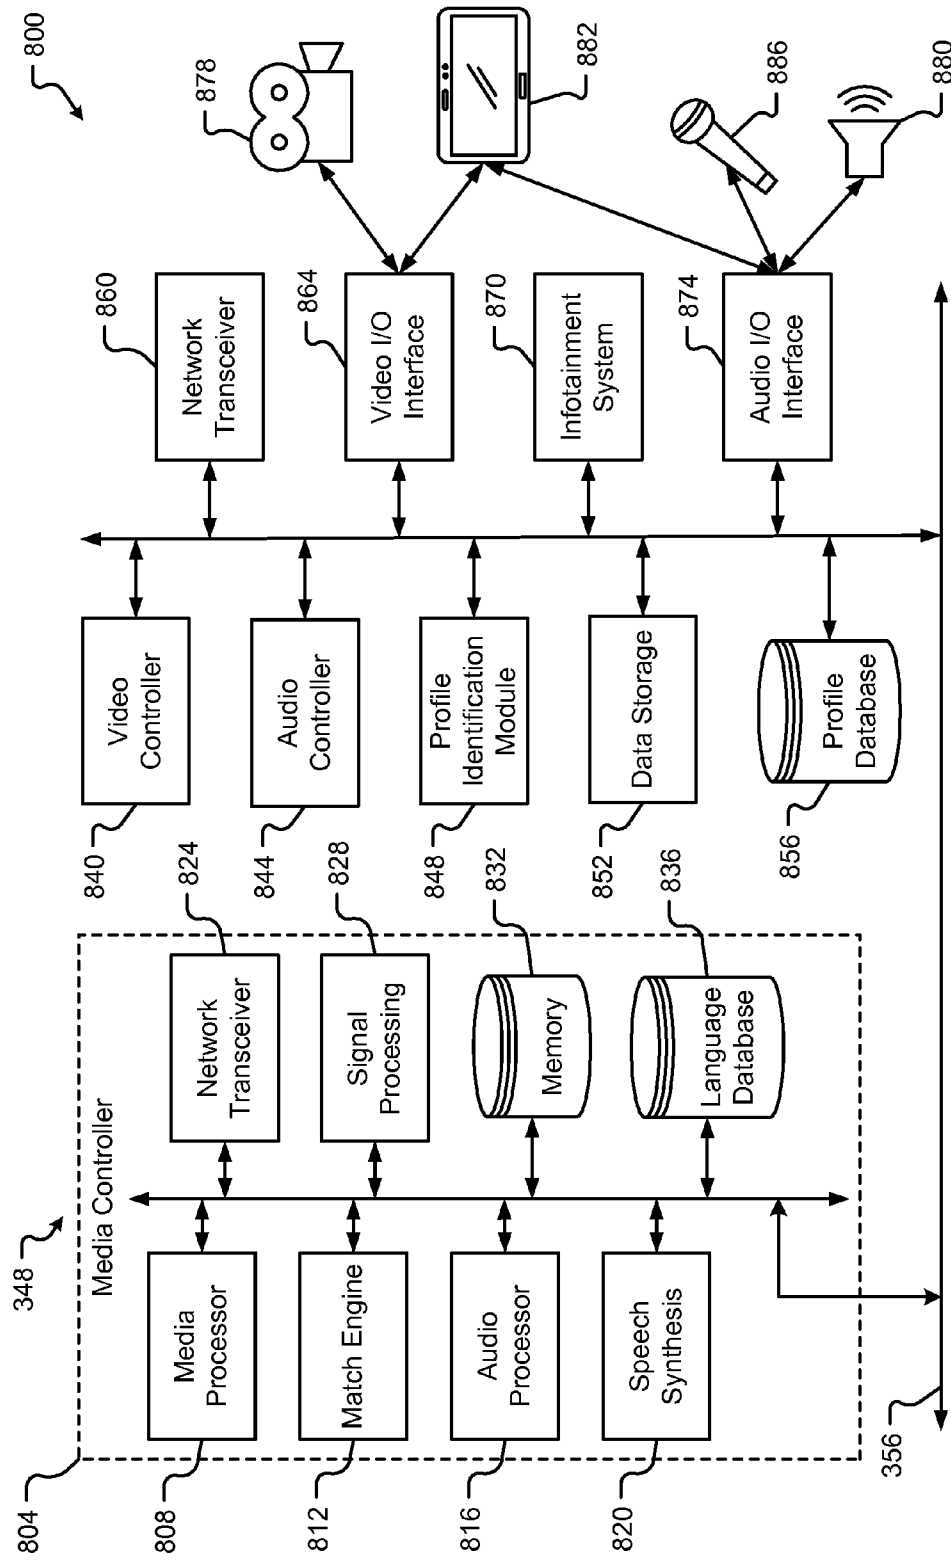 800
348
804
Media Controller
808
Media
Processor
812
Match Engine
816
Audio
Processor
820
Speech
Synthesis
824
Network
Transceiver
828
Signal
Processing
832
Memory
836
Language
Database
840
Video
Controller
844
Audio
Controller
848
Profile
Identification
Module
852
Data Storage
856
Profile
Database
860
Network
Transceiver
864
Video I/O
Interface
870
Infotainment
System
874
Audio I/O
Interface
878
882
886
880
356